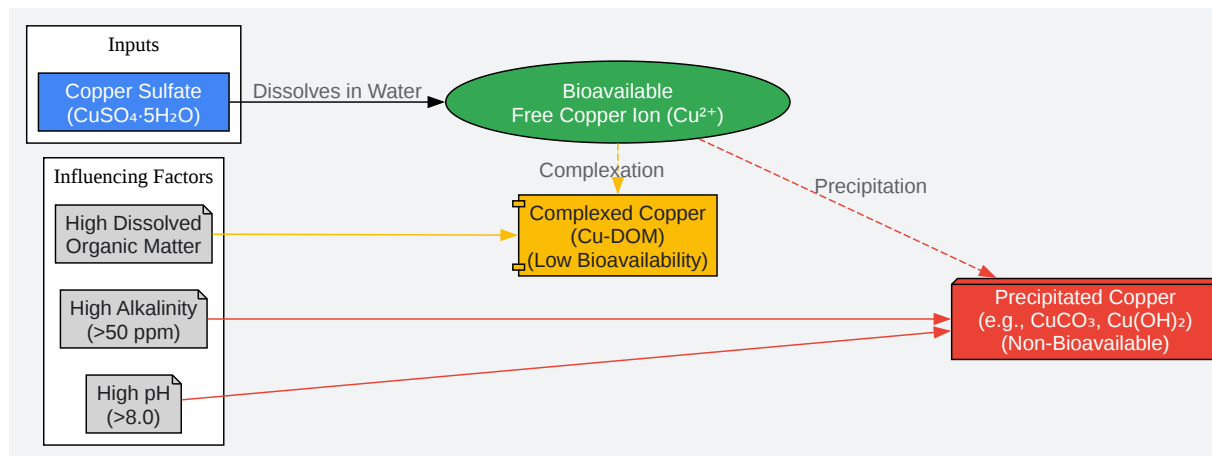 Inputs
Copper Sulfate
(CuSO₄·5H₂O)
Dissolves in Water
Bioavailable
Free Copper Ion (Cu²⁺)
Complexation
Precipitation
Influencing Factors
High Dissolved
Organic Matter
Complexed Copper
(Cu-DOM)
(Low Bioavailability)
High Alkalinity
(>50 ppm)
Precipitated Copper
(e.g., CuCO₃, Cu(OH)₂)
(Non-Bioavailable)
High pH
(>8.0)